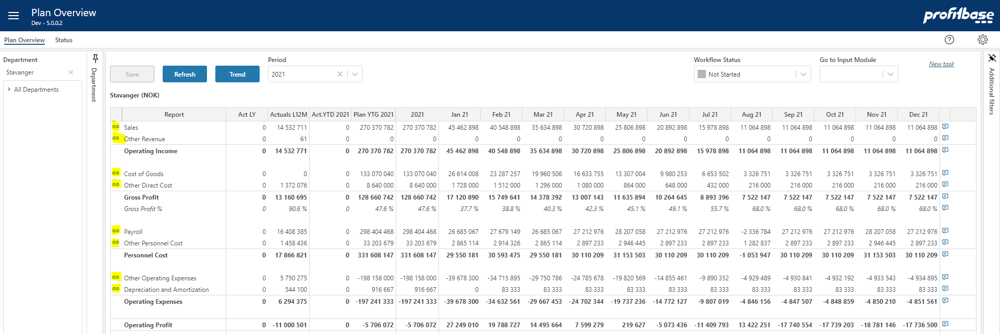 Plan Overview
Dev - 5.0.0.2
profitbase
Plan Overview Status
Department
Stavanger
All Departments
Department
Period
Save Refresh Trend 2021
Workflow Status
Not Started
Go to Input Module
New task
Additional filters
Stavanger (NOK)
Report Act LY Actuals L12M Act.YTD 2021 Plan YTG 2021 2021 Jan 21 Feb 21 Mar 21 Apr 21 May 21 Jun 21 Jul 21 Aug 21 Sep 21 Oct 21 Nov 21 Dec 21
Sales 0 14 532 711 0 270 370 782 270 370 782 45 462 898 40 548 898 35 634 898 30 720 898 25 806 898 20 892 898 15 978 898 11 064 898 11 064 898 11 064 898 11 064 898 11 064 898
Other Revenue 0 61 0 0 0 0 0 0 0 0 0 0 0 0 0 0 0
Operating Income 0 14 532 771 0 270 370 782 270 370 782 45 462 898 40 548 898 35 634 898 30 720 898 25 806 898 20 892 898 15 978 898 11 064 898 11 064 898 11 064 898 11 064 898 11 064 898
Cost of Goods 0 0 0 133 070 040 133 070 040 26 614 008 23 287 257 19 960 506 16 633 755 13 307 004 9 980 253 6 653 502 3 326 751 3 326 751 3 326 751 3 326 751 3 326 751
Other Direct Cost 0 1 372 076 0 8 640 000 8 640 000 1 728 000 1 512 000 1 296 000 1 080 000 864 000 648 000 432 000 216 000 216 000 216 000 216 000 216 000
Gross Profit 0 13 160 695 0 128 660 742 128 660 742 17 120 890 15 749 641 14 378 392 13 007 143 11 635 894 10 264 645 8 893 396 7 522 147 7 522 147 7 522 147 7 522 147 7 522 147
Gross Profit % 0 90.6 % 0 47.6 % 47.6 % 37.7 % 38.8 % 40.3 % 42.3 % 45.1 % 49.1 % 55.7 % 68.0 % 68.0 % 68.0 % 68.0 % 68.0 %
Payroll 0 16 408 385 0 298 404 468 298 404 468 26 685 067 27 679 149 26 685 067 27 212 976 28 207 058 27 212 976 27 212 976 -2 336 784 27 212 976 27 212 976 28 207 058 27 212 976
Other Personnel Cost 0 1 458 436 0 33 203 679 33 203 679 2 865 114 2 914 326 2 865 114 2 897 233 2 946 445 2 897 233 2 897 233 1 282 837 2 897 233 2 897 233 2 946 445 2 897 233
Personnel Cost 0 17 866 821 0 331 608 147 331 608 147 29 550 181 30 593 475 29 550 181 30 110 209 31 153 503 30 110 209 30 110 209 -1 053 947 30 110 209 30 110 209 31 153 503 30 110 209
Other Operating Expenses 0 5 750 275 0 -198 158 000 -198 158 000 -39 678 300 -34 715 895 -29 750 786 -24 785 678 -19 820 569 -14 855 461 -9 890 352 -4 929 489 -4 930 841 -4 932 192 -4 933 543 -4 934 895
Depreciation and Amortization 0 544 100 0 916 667 916 667 0 83 333 83 333 83 333 83 333 83 333 83 333 83 333 83 333 83 333 83 333 83 333
Operating Expenses 0 6 294 375 0 -197 241 333 -197 241 333 -39 678 300 -34 632 561 -29 667 453 -24 702 344 -19 737 236 -14 772 127 -9 807 019 -4 846 156 -4 847 507 -4 848 859 -4 850 210 -4 851 561
Operating Profit 0 -11 000 501 0 -5 706 072 -5 706 072 27 249 010 19 788 727 14 495 664 7 599 279 219 627 -5 073 436 -11 409 793 13 422 251 -17 740 554 -17 739 203 -18 781 146 -17 736 500